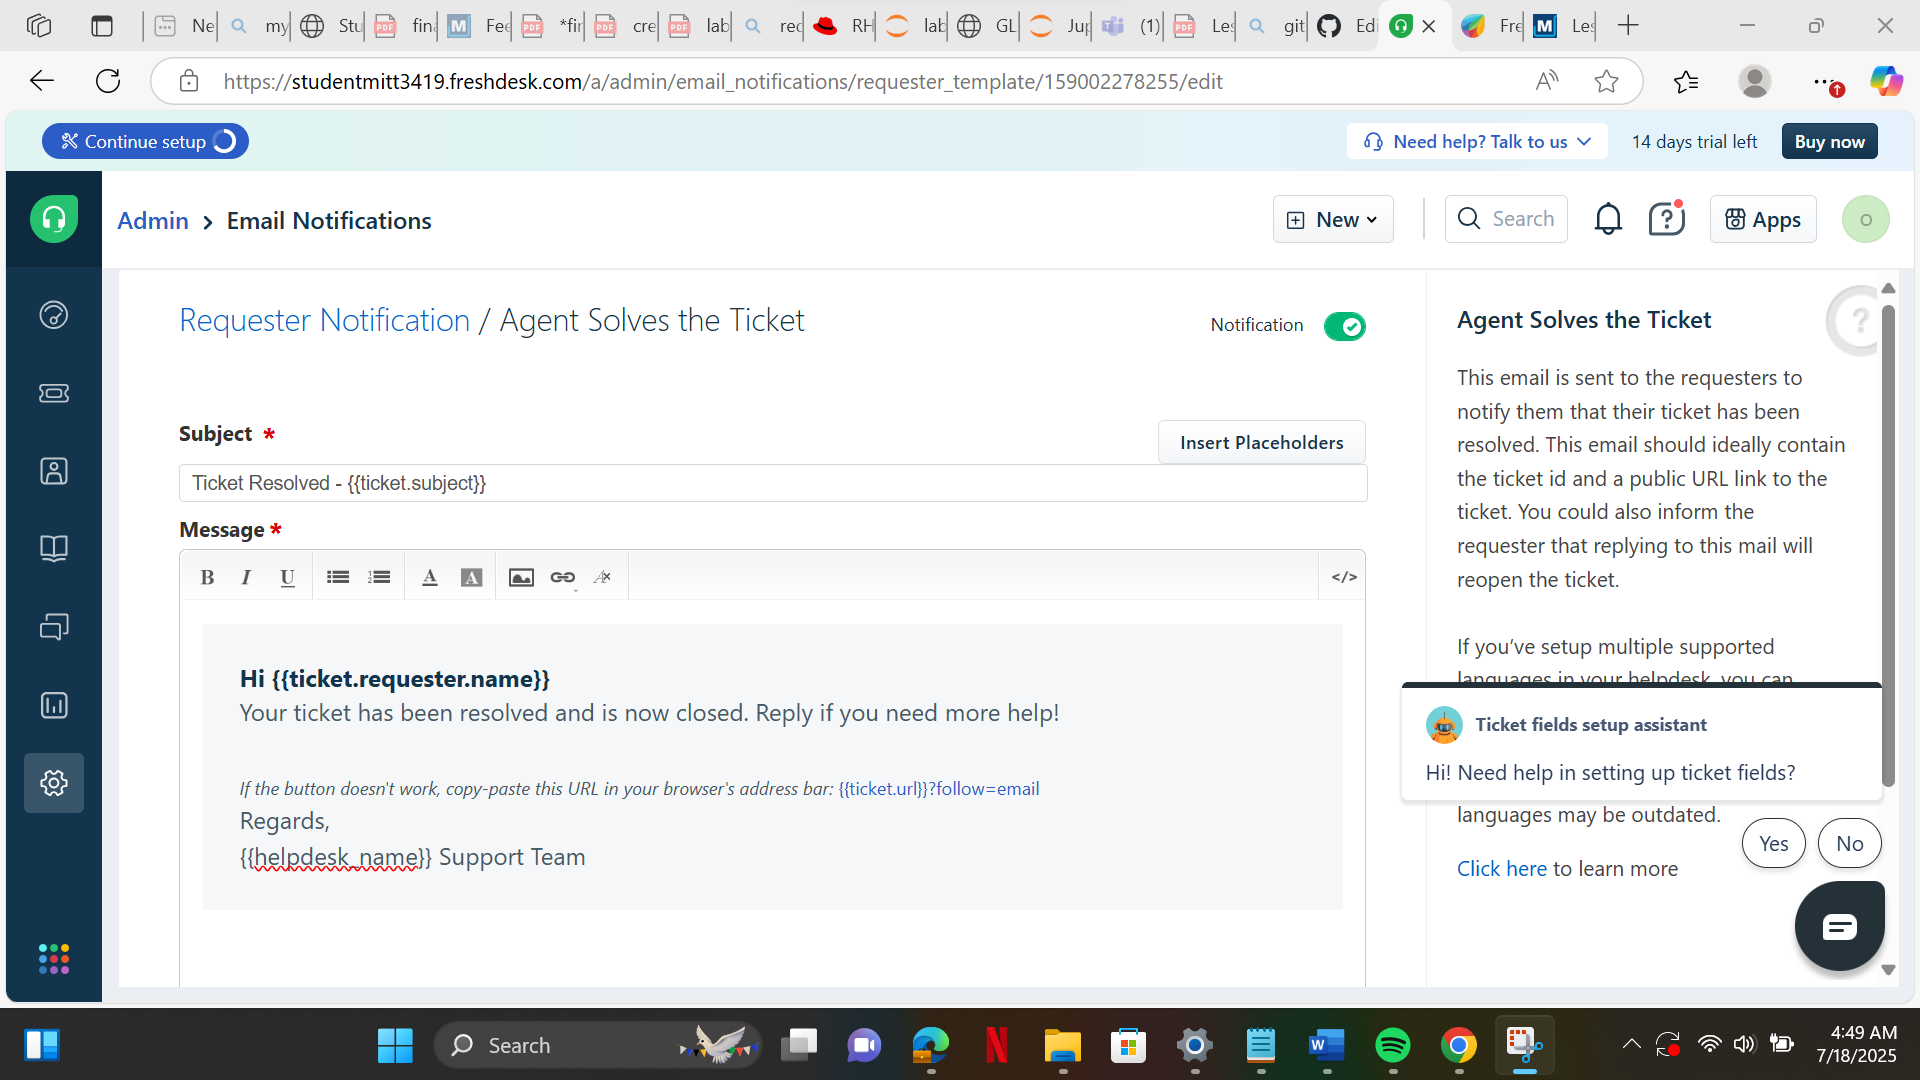 Ne
my
Stu
fina
Fee
*fin
cre
lab
rec
RH
lab
GL
Jup
(1)
Les
git
Edi
Fre
Les
https://studentmitt3419.freshdesk.com/a/admin/email_notifications/requester_template/159002278255/edit
Continue setup
Need help? Talk to us
14 days trial left
Buy now
Admin > Email Notifications
New
Search
Apps
O
Requester Notification / Agent Solves the Ticket
Notification
Subject *
Insert Placeholders
Ticket Resolved - {{ticket.subject}}
Message *
B I U A A </>
Hi {{ticket.requester.name}}
Your ticket has been resolved and is now closed. Reply if you need more help!
If the button doesn't work, copy-paste this URL in your browser's address bar: {{ticket.url}}?follow=email
Regards,
{{helpdesk_name}} Support Team
Agent Solves the Ticket
This email is sent to the requesters to
notify them that their ticket has been
resolved. This email should ideally contain
the ticket id and a public URL link to the
ticket. You could also inform the
requester that replying to this mail will
reopen the ticket.
If you’ve setup multiple supported
languages in your helpdesk, you can
Ticket fields setup assistant
Hi! Need help in setting up ticket fields?
languages may be outdated.
Yes
No
Click here to learn more
Search
4:49 AM
7/18/2025